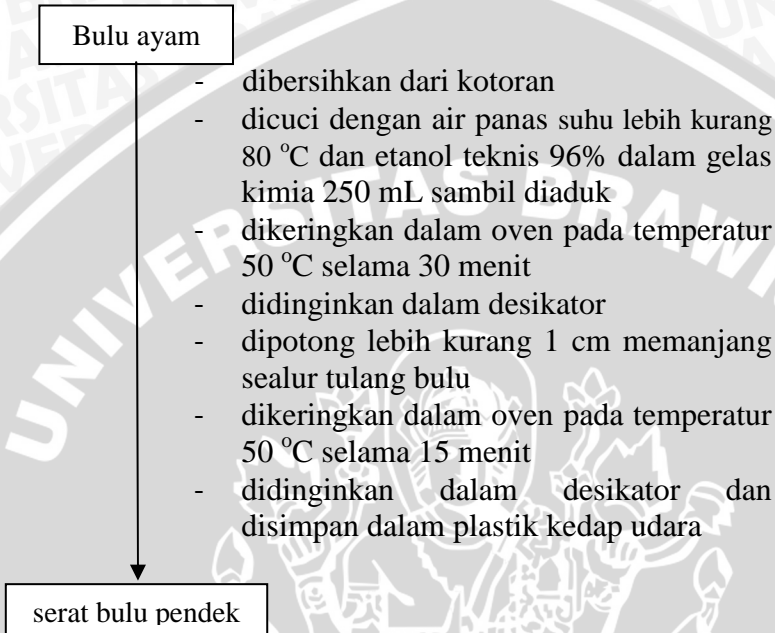 Bulu ayam
- dibersihkan dari kotoran
- dicuci dengan air panas suhu lebih kurang
80 °C dan etanol teknis 96% dalam gelas
kimia 250 mL sambil diaduk
- dikeringkan dalam oven pada temperatur
50 °C selama 30 menit
- didinginkan dalam desikator
- dipotong lebih kurang 1 cm memanjang
sealur tulang bulu
- dikeringkan dalam oven pada temperatur
50 °C selama 15 menit
- didinginkan dalam desikator dan
disimpan dalam plastik kedap udara
serat bulu pendek
UNIVERSITAS BRAWI